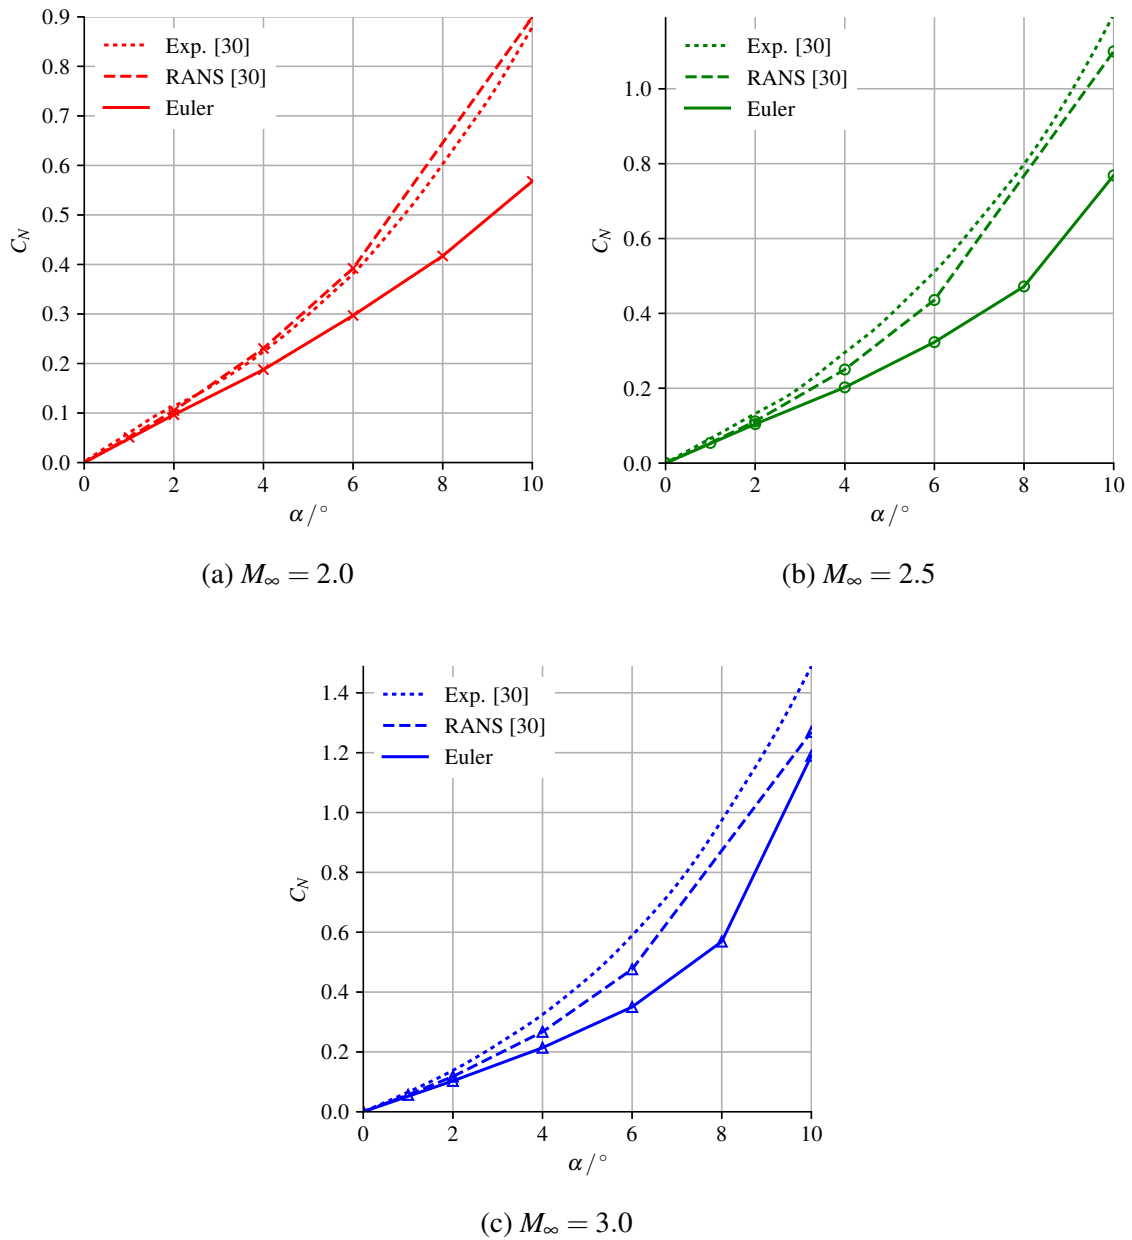 0.9
0.8
0.7
0.6
0.5
0.4
0.3
0.2
0.1
0.0
C_N
Exp. [30]
RANS [30]
Euler
0 2 4 6 8 10
α/°
(a) M∞ = 2.0
1.0
0.8
0.6
0.4
0.2
0.0
C_N
Exp. [30]
RANS [30]
Euler
0 2 4 6 8 10
α/°
(b) M∞ = 2.5
1.4
1.2
1.0
0.8
0.6
0.4
0.2
0.0
C_N
Exp. [30]
RANS [30]
Euler
0 2 4 6 8 10
α/°
(c) M∞ = 3.0